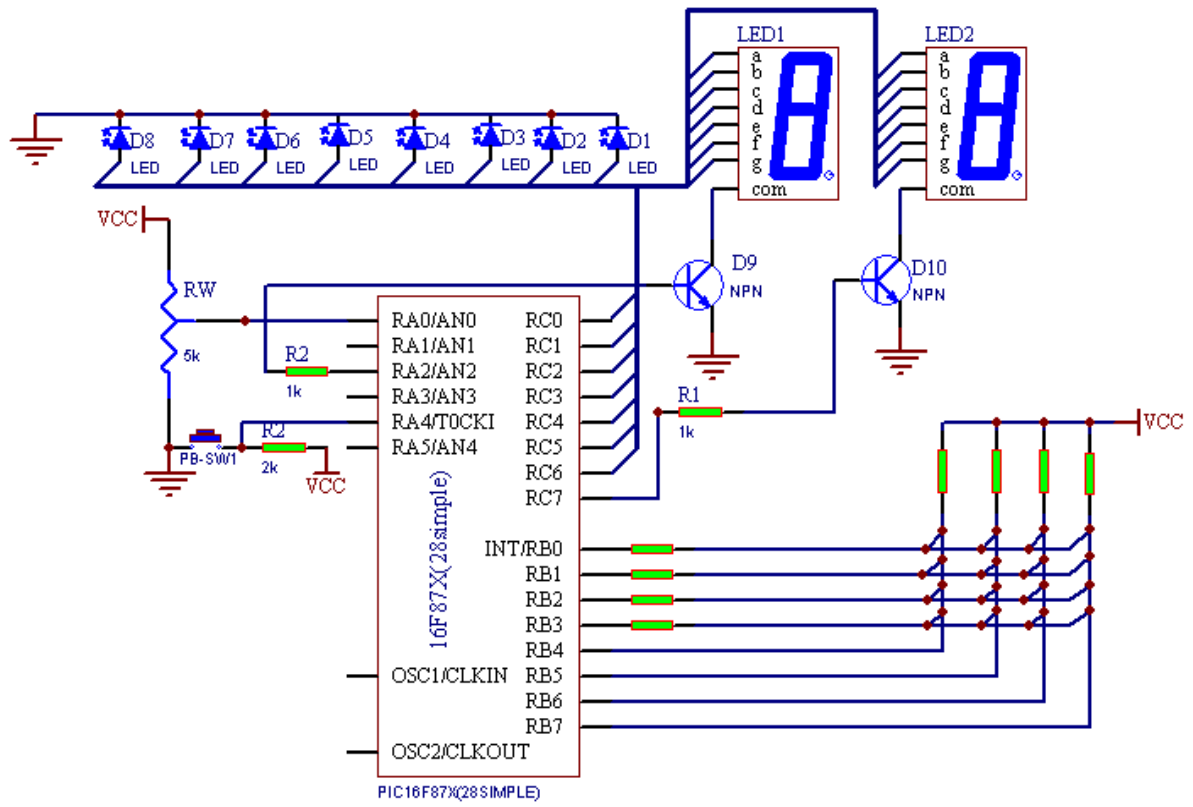 LED1
LED2
a
b
c
d
e
f
g
com
a
b
c
d
e
f
g
com
D8
D7
D6
D5
D4
D3
D2
D1
LED
LED
LED
LED
LED
LED
LED
LED
VCC
RW
5k
D9
NPN
D10
NPN
R2
1k
R1
1k
PB-SW1
R2
2k
VCC
VCC
RA0/AN0
RA1/AN1
RA2/AN2
RA3/AN3
RA4/T0CKI
RA5/AN4
RC0
RC1
RC2
RC3
RC4
RC5
RC6
RC7
16F87X(28simple)
INT/RB0
RB1
RB2
RB3
RB4
RB5
RB6
RB7
OSC1/CLKIN
OSC2/CLKOUT
PIC16F87X(28SIMPLE)